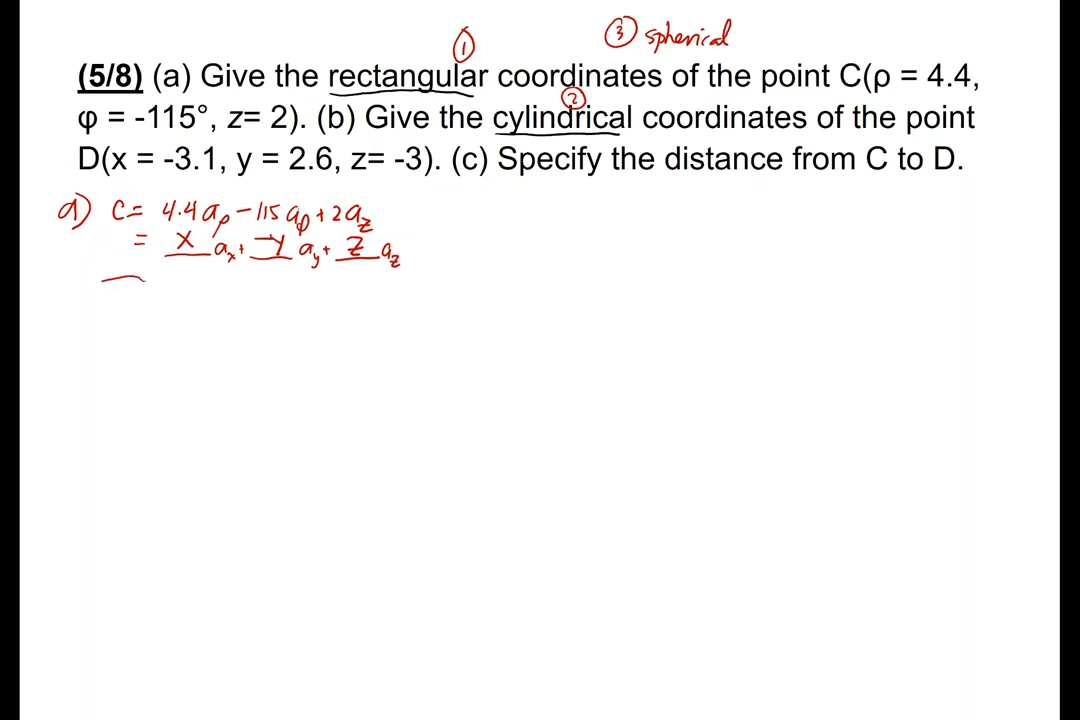 ① ③ spherical
(5/8) (a) Give the rectangular coordinates of the point C(ρ = 4.4,
②
φ = -115°, z= 2). (b) Give the cylindrical coordinates of the point
D(x = -3.1, y = 2.6, z= -3). (c) Specify the distance from C to D.
a) C = 4.4 aρ - 115 aφ + 2 az
= x ax + y ay + z az